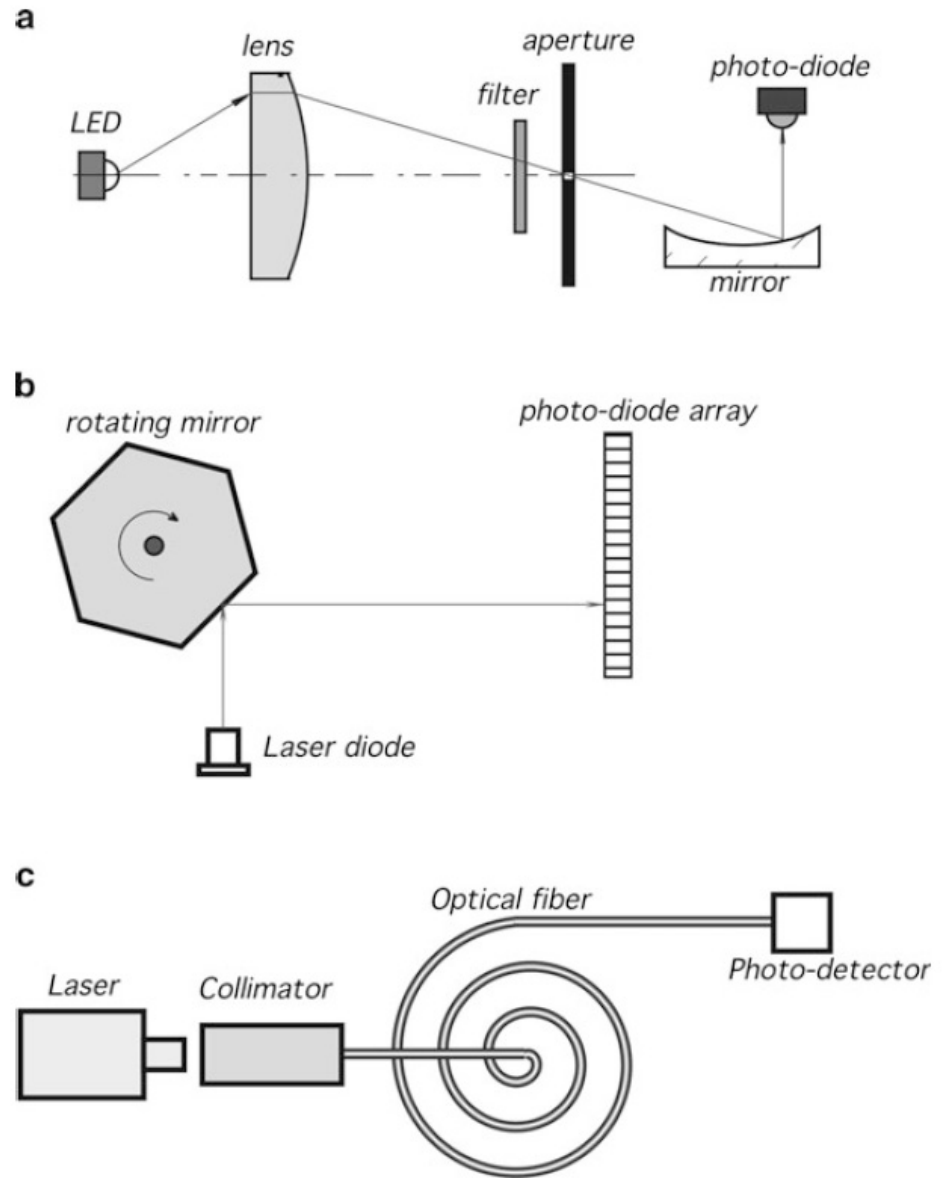 a
lens
aperture
photo-diode
filter
LED
mirror
b
rotating mirror
photo-diode array
Laser diode
c
Optical fiber
Photo-detector
Laser
Collimator